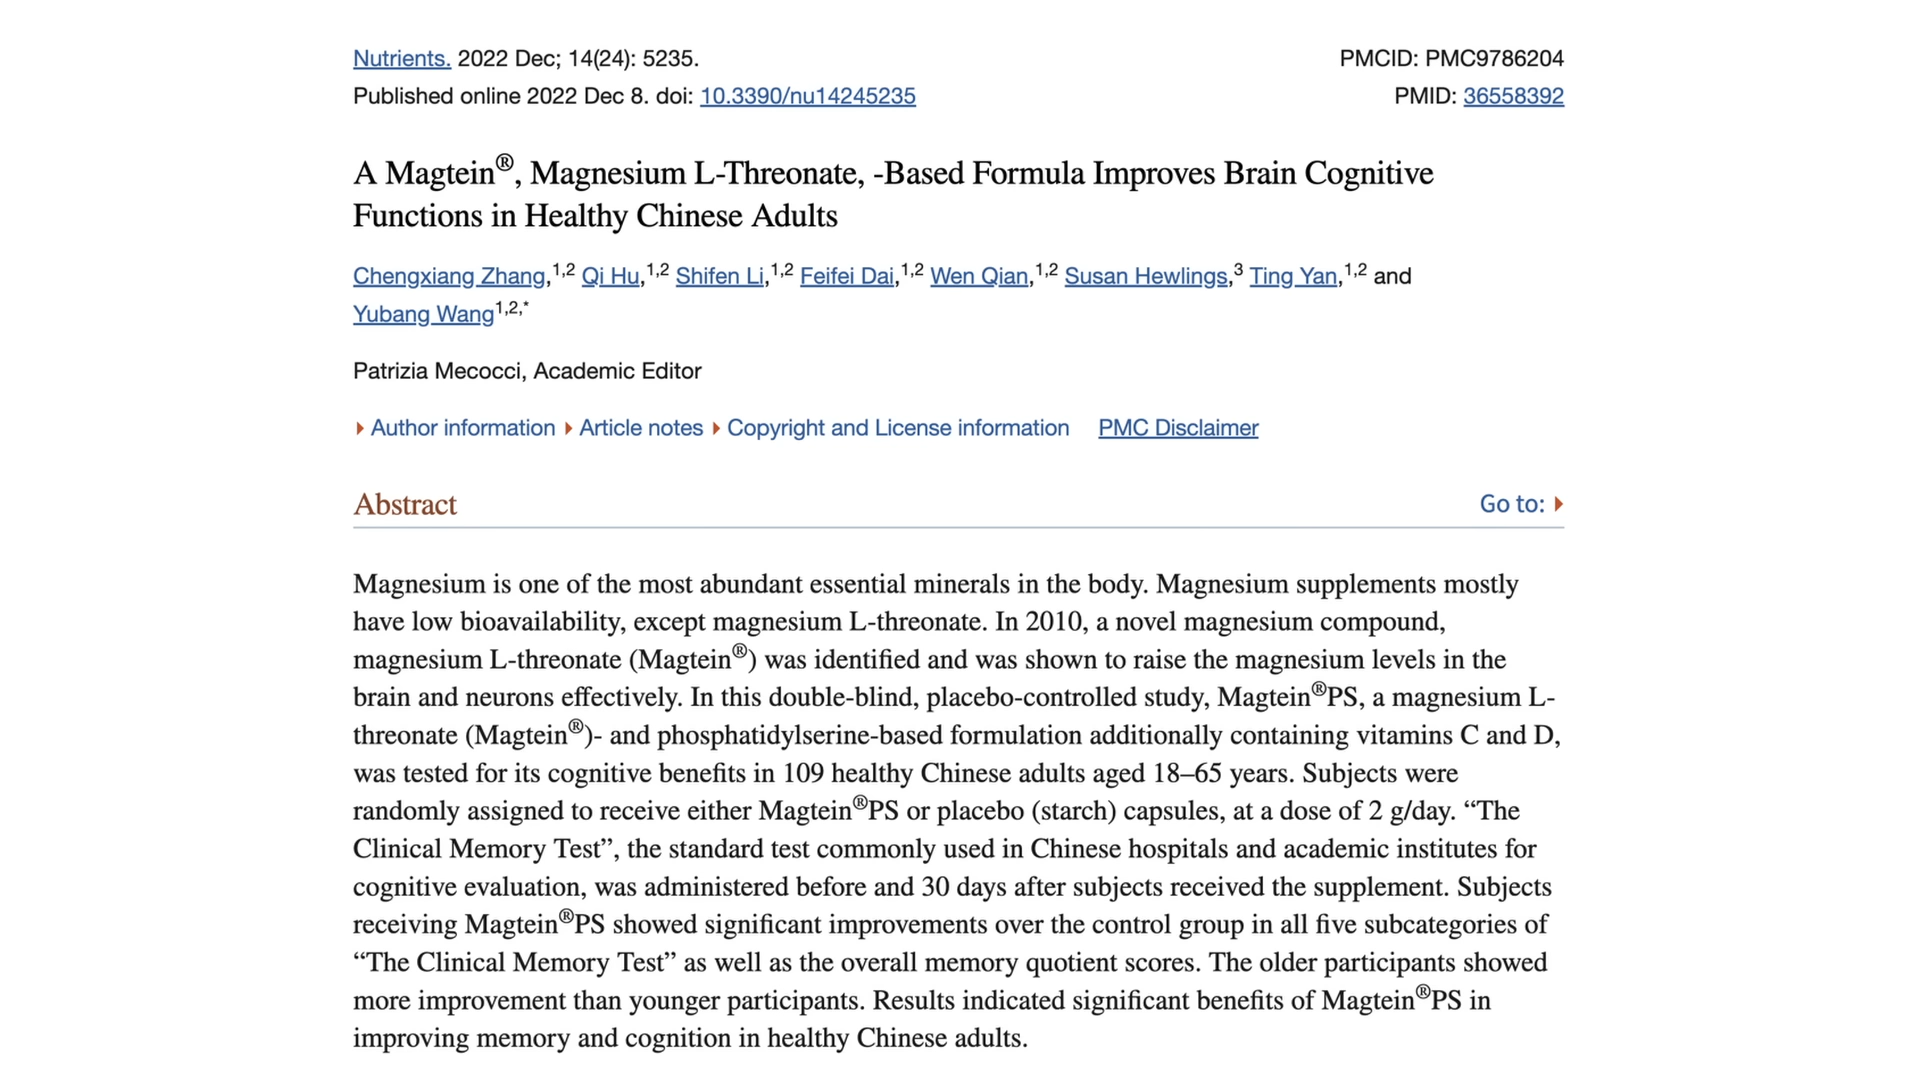 Nutrients. 2022 Dec; 14(24): 5235.
PMCID: PMC9786204
Published online 2022 Dec 8. doi: 10.3390/nu14245235
PMID: 36558392
A Magtein®, Magnesium L-Threonate, -Based Formula Improves Brain Cognitive
Functions in Healthy Chinese Adults
Chengxiang Zhang,1,2 Qi Hu,1,2 Shifen Li,1,2 Feifei Dai,1,2 Wen Qian,1,2 Susan Hewlings,3 Ting Yan,1,2 and
Yubang Wang1,2,*
Patrizia Mecocci, Academic Editor
Author information Article notes Copyright and License information PMC Disclaimer
Abstract
Go to:
Magnesium is one of the most abundant essential minerals in the body. Magnesium supplements mostly
have low bioavailability, except magnesium L-threonate. In 2010, a novel magnesium compound,
magnesium L-threonate (Magtein®) was identified and was shown to raise the magnesium levels in the
brain and neurons effectively. In this double-blind, placebo-controlled study, Magtein®PS, a magnesium L-
threonate (Magtein®)- and phosphatidylserine-based formulation additionally containing vitamins C and D,
was tested for its cognitive benefits in 109 healthy Chinese adults aged 18–65 years. Subjects were
randomly assigned to receive either Magtein®PS or placebo (starch) capsules, at a dose of 2 g/day. “The
Clinical Memory Test”, the standard test commonly used in Chinese hospitals and academic institutes for
cognitive evaluation, was administered before and 30 days after subjects received the supplement. Subjects
receiving Magtein®PS showed significant improvements over the control group in all five subcategories of
“The Clinical Memory Test” as well as the overall memory quotient scores. The older participants showed
more improvement than younger participants. Results indicated significant benefits of Magtein®PS in
improving memory and cognition in healthy Chinese adults.